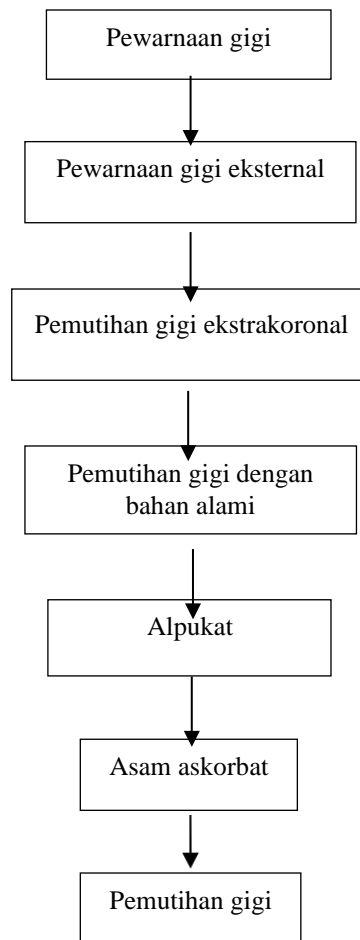 Pewarnaan gigi
Pewarnaan gigi eksternal
Pemutihan gigi ekstrakoronal
Pemutihan gigi dengan
bahan alami
Alpukat
Asam askorbat
Pemutihan gigi